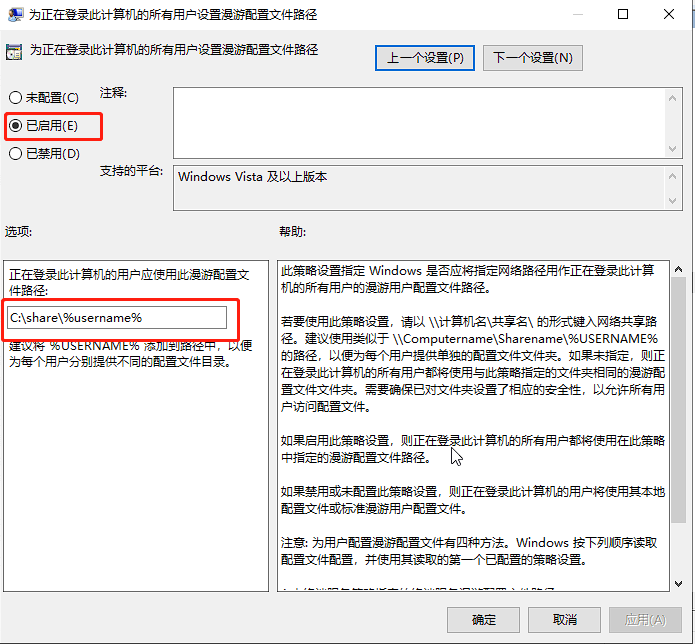 为正在登录此计算机的所有用户设置漫游配置文件路径
为正在登录此计算机的所有用户设置漫游配置文件路径
上一个设置(P)
下一个设置(N)
未配置(C)
注释:
已启用(E)
已禁用(D)
支持的平台:
Windows Vista 及以上版本
选项:
帮助:
正在登录此计算机的用户应使用此漫游配置文
件路径:
C:\share\%username%
建议将 %USERNAME% 添加到路径中，以便
为每个用户分别提供不同的配置文件目录。
此策略设置指定 Windows 是否应将指定网络路径用作正在登录此计算
机的所有用户的漫游用户配置文件路径。
若要使用此策略设置，请以 \\计算机名\共享名\ 的形式键入网络共享路
径。建议使用类似于 \\Computername\Sharename\%USERNAME%
的路径，以便为每个用户提供单独的配置文件文件夹。如果未指定，则正
在登录此计算机的所有用户都将使用与此策略指定的文件夹相同的漫游配
置文件文件夹。需要确保已对文件夹设置了相应的安全性，以允许所有用
户访问配置文件。
如果启用此策略设置，则正在登录此计算机的所有用户都将使用在此策略
中指定的漫游用户配置文件路径。
如果禁用或未配置此策略设置，则正在登录此计算机的用户将使用其本地
配置文件或标准漫游用户配置文件。
注意: 为用户配置漫游配置文件有四种方法。Windows 按下列顺序读取
配置文件配置，并使用其读取的第一个已配置的策略设置。
确定
取消
应用(A)